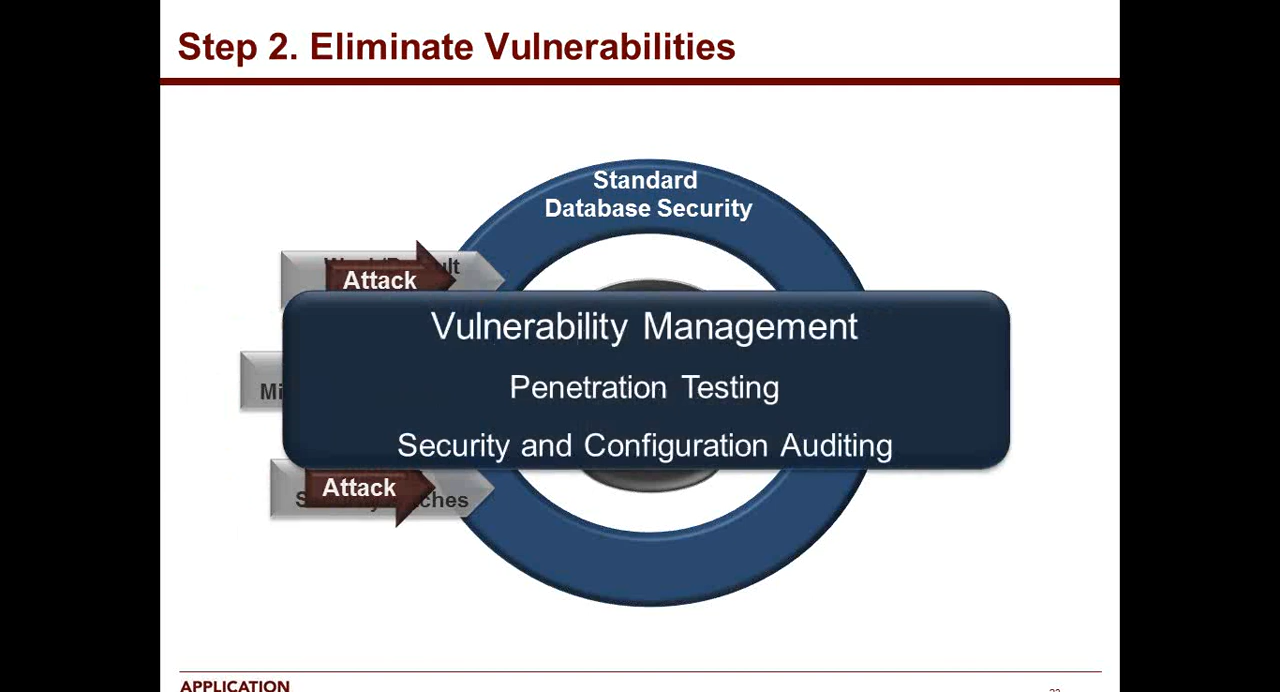 Step 2. Eliminate Vulnerabilities
Standard
Database Security
Attack
Vulnerability Management
Penetration Testing
Security and Configuration Auditing
Attack
APPLICATION